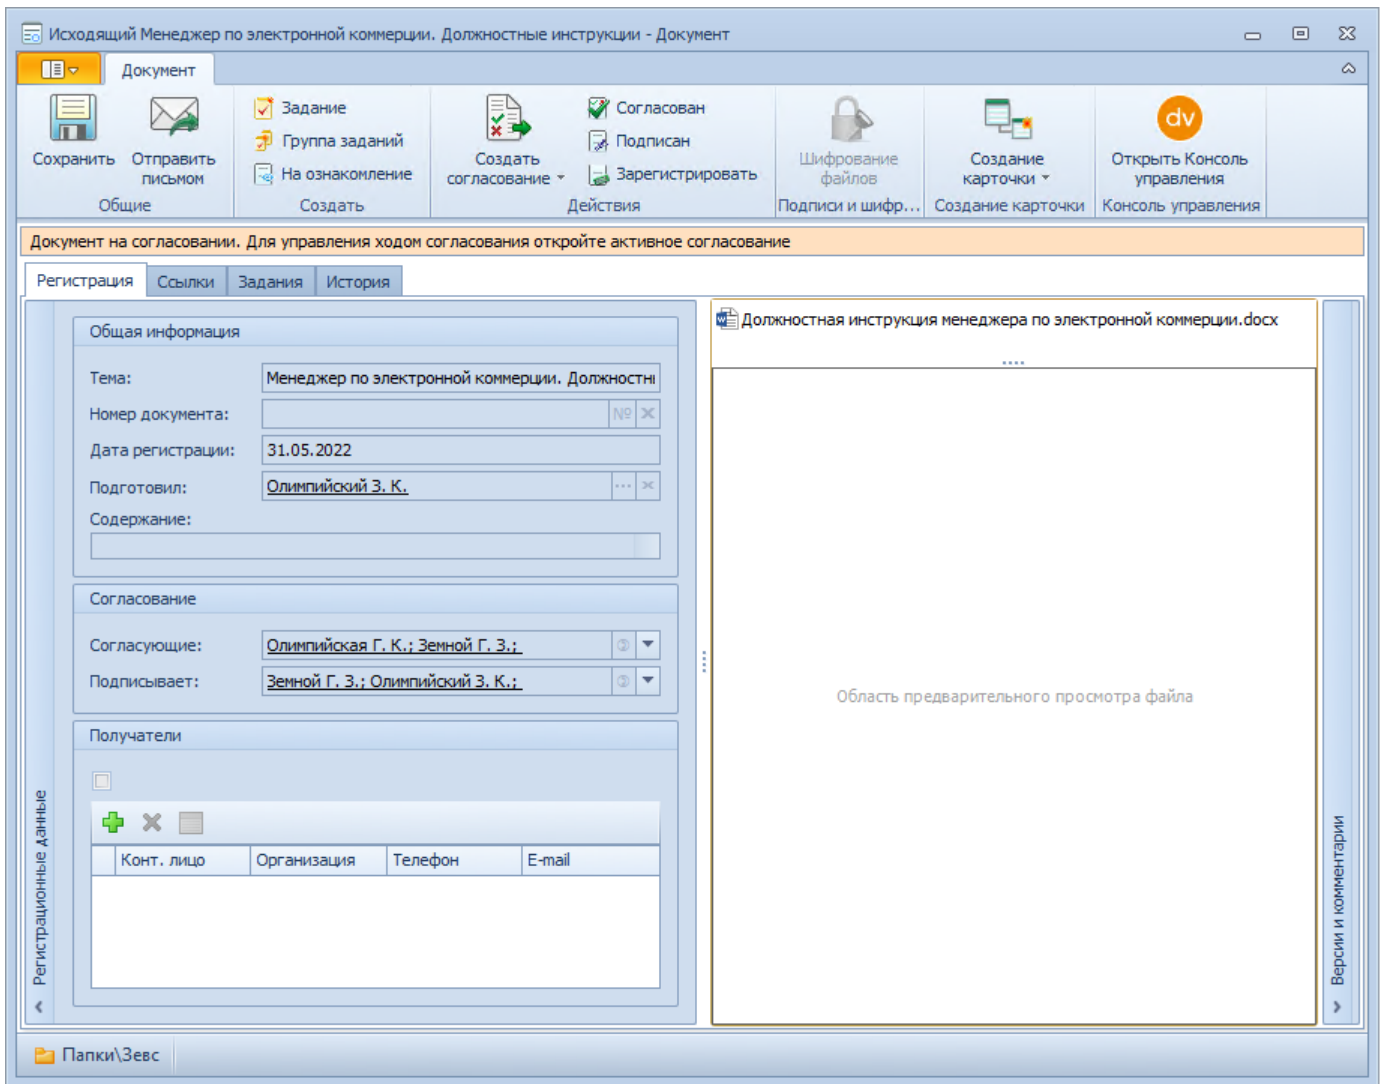 Исходящий Менеджер по электронной коммерции. Должностные инструкции - Документ
Документ
Сохранить
Отправить письмом
Общие
Задание
Группа заданий
На ознакомление
Создать
Создать согласование
Согласован
Подписан
Зарегистрировать
Действия
Шифрование файлов
Подписи и шифр...
Создание карточки
Создание карточки
dv
Открыть Консоль управления
Консоль управления
Документ на согласовании. Для управления ходом согласования откройте активное согласование
Регистрация Ссылки Задания История
Регистрационные данные
Общая информация
Тема: Менеджер по электронной коммерции. Должностн
Номер документа: №
Дата регистрации: 31.05.2022
Подготовил: Олимпийский З. К. ...
Содержание:
Согласование
Согласующие: Олимпийская Г. К.; Земной Г. З.;
Подписывает: Земной Г. З.; Олимпийский З. К.;
Получатели
Конт. лицо Организация Телефон E-mail
Должностная инструкция менеджера по электронной коммерции.docx
Область предварительного просмотра файла
Версии и комментарии
Папки\Зевс